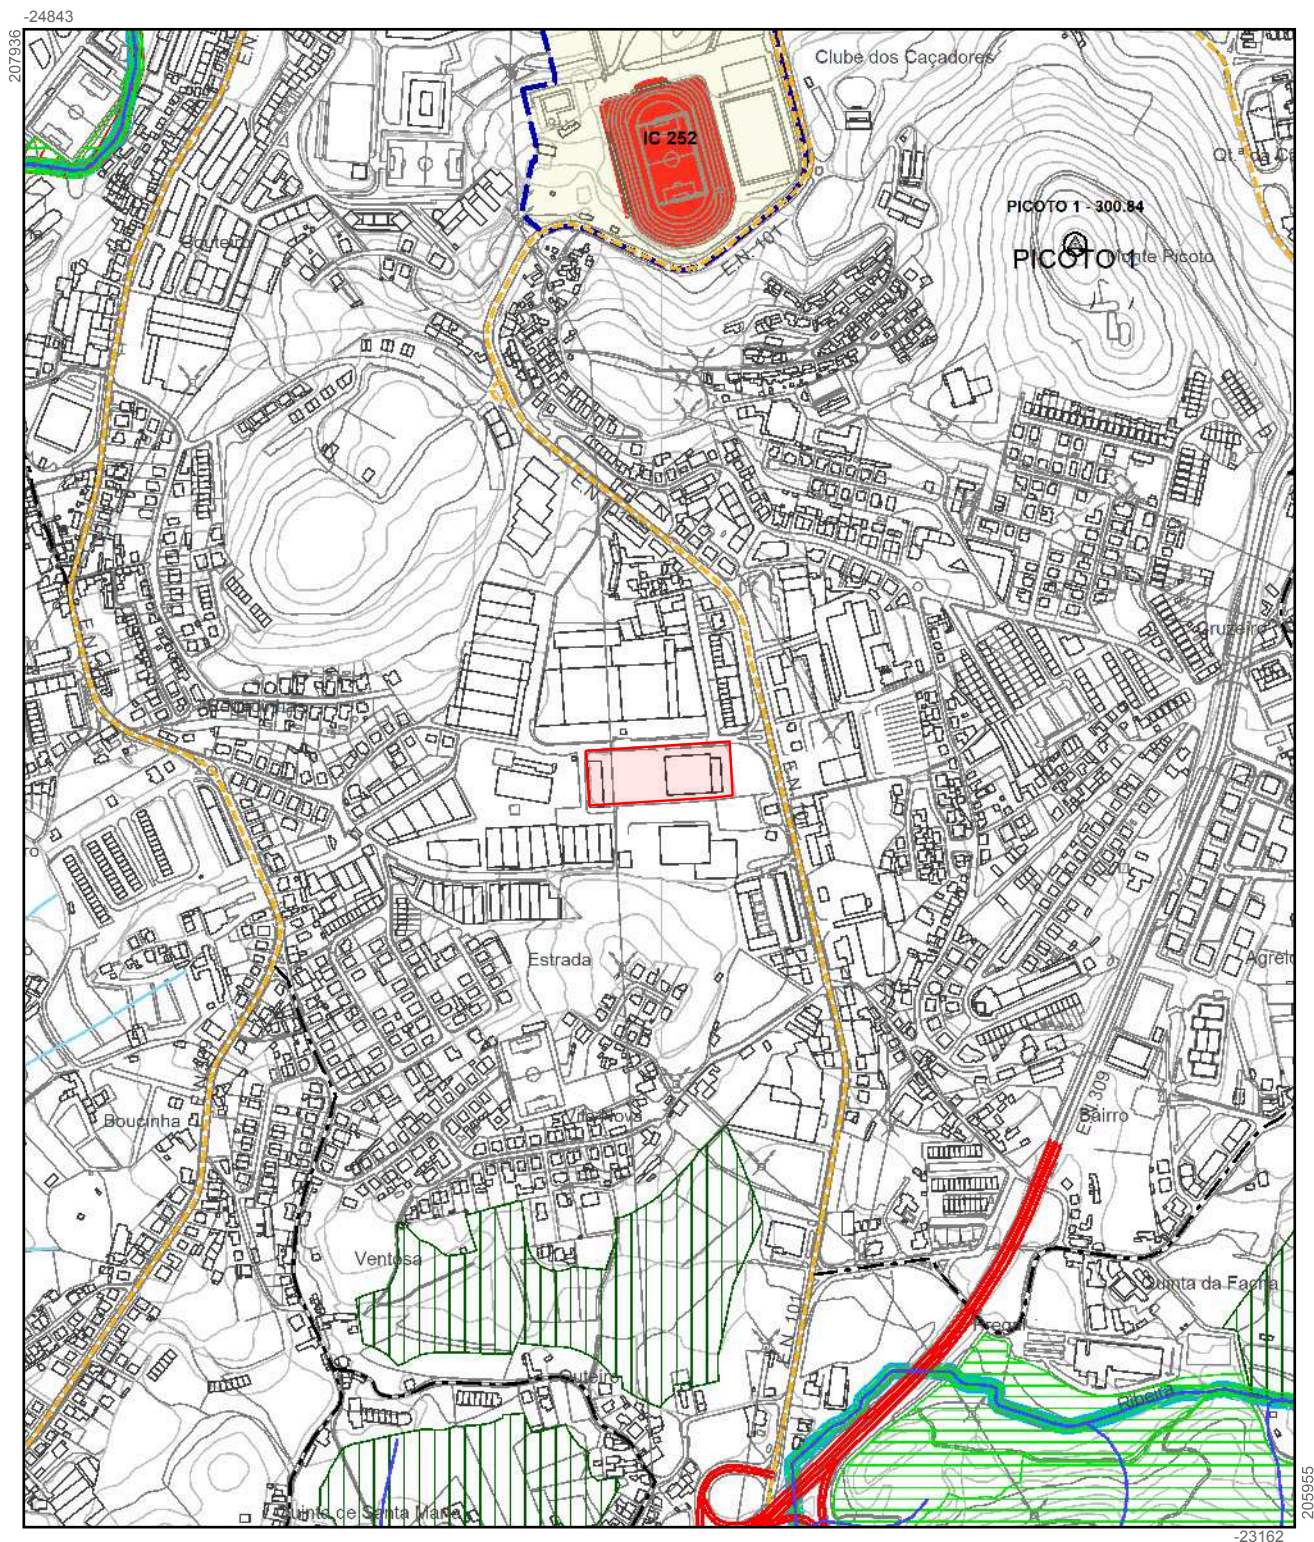 -24843
207936
Clube dos Caçadores
E.N.
IC 252
Qt.ª da C
PICOTO 1 - 300.84
E.N. 101
PICOTO 1
Monte Picoto
E.N.
E.N.
Cruzeiro
E.N.
Estrada
Agrelo
Vila Nova
E.N. 309
Bairro
Boucinha
Ventosa
Quinta da Facha
E.N. 101
Outeiro
Ribeira
Quinta de Santa Maria
205955
-23162